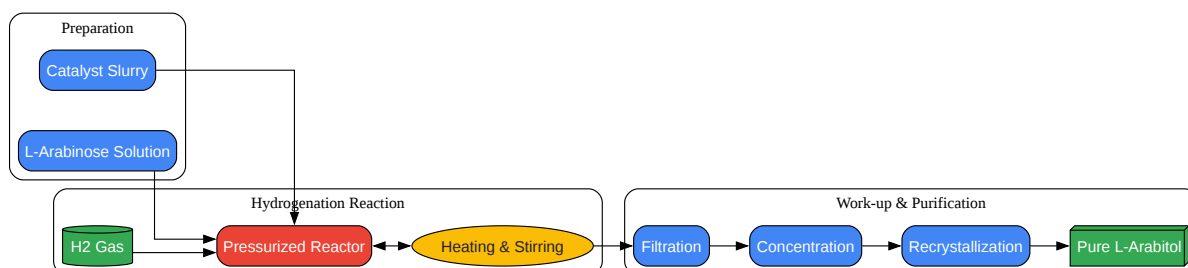 Preparation
Catalyst Slurry
L-Arabinose Solution
Hydrogenation Reaction
H2 Gas
Pressurized Reactor
Heating & Stirring
Work-up & Purification
Filtration
Concentration
Recrystallization
Pure L-Arabitol